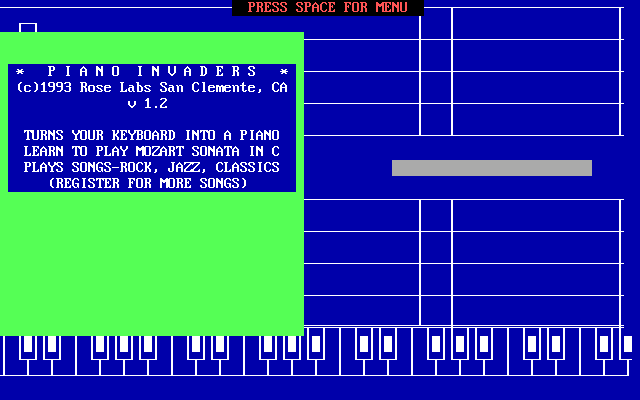 PRESS SPACE FOR MENU
* P I A N O I N V A D E R S *
(c)1993 Rose Labs San Clemente, CA
v 1.2
TURNS YOUR KEYBOARD INTO A PIANO
LEARN TO PLAY MOZART SONATA IN C
PLAYS SONGS-ROCK, JAZZ, CLASSICS
(REGISTER FOR MORE SONGS)